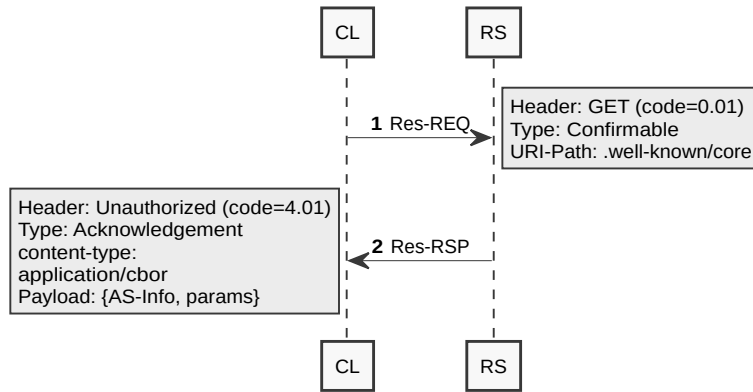 CL RS
Header: GET (code=0.01)
1 Res-REQ Type: Confirmable
URI-Path: .well-known/core
Header: Unauthorized (code=4.01)
Type: Acknowledgement
content-type: 2 Res-RSP
application/cbor
Payload: {AS-Info, params}
CL RS